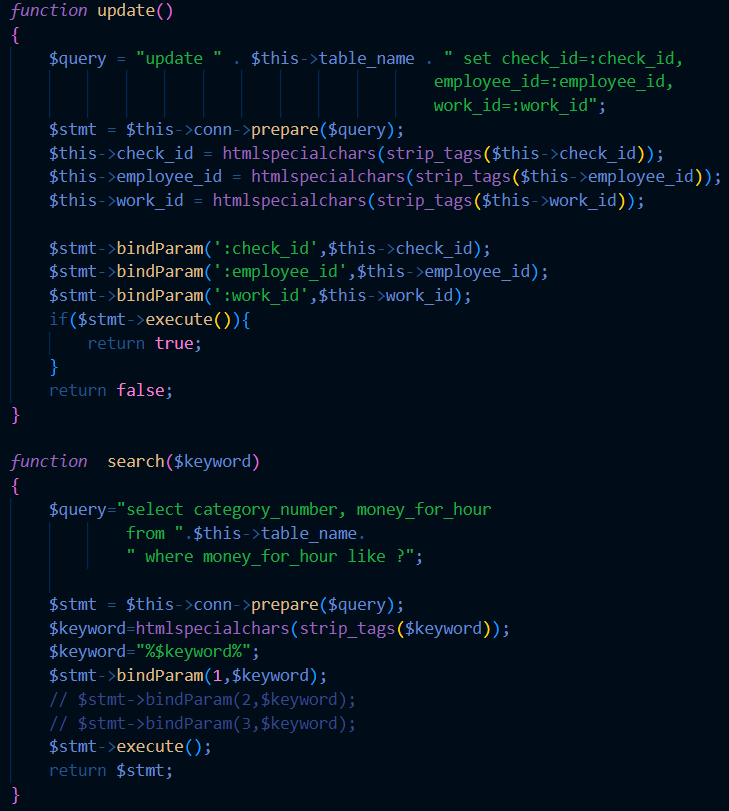 function update()
{
    $query = "update " . $this->table_name . " set check_id=:check_id,
                                        employee_id=:employee_id,
                                        work_id=:work_id";
    $stmt = $this->conn->prepare($query);
    $this->check_id = htmlspecialchars(strip_tags($this->check_id));
    $this->employee_id = htmlspecialchars(strip_tags($this->employee_id));
    $this->work_id = htmlspecialchars(strip_tags($this->work_id));

    $stmt->bindParam(':check_id',$this->check_id);
    $stmt->bindParam(':employee_id',$this->employee_id);
    $stmt->bindParam(':work_id',$this->work_id);
    if($stmt->execute()){
        return true;
    }
    return false;
}

function  search($keyword)
{
    $query="select category_number, money_for_hour
            from ".$this->table_name.
            " where money_for_hour like ?";

    $stmt = $this->conn->prepare($query);
    $keyword=htmlspecialchars(strip_tags($keyword));
    $keyword="%$keyword%";
    $stmt->bindParam(1,$keyword);
    // $stmt->bindParam(2,$keyword);
    // $stmt->bindParam(3,$keyword);
    $stmt->execute();
    return $stmt;
}